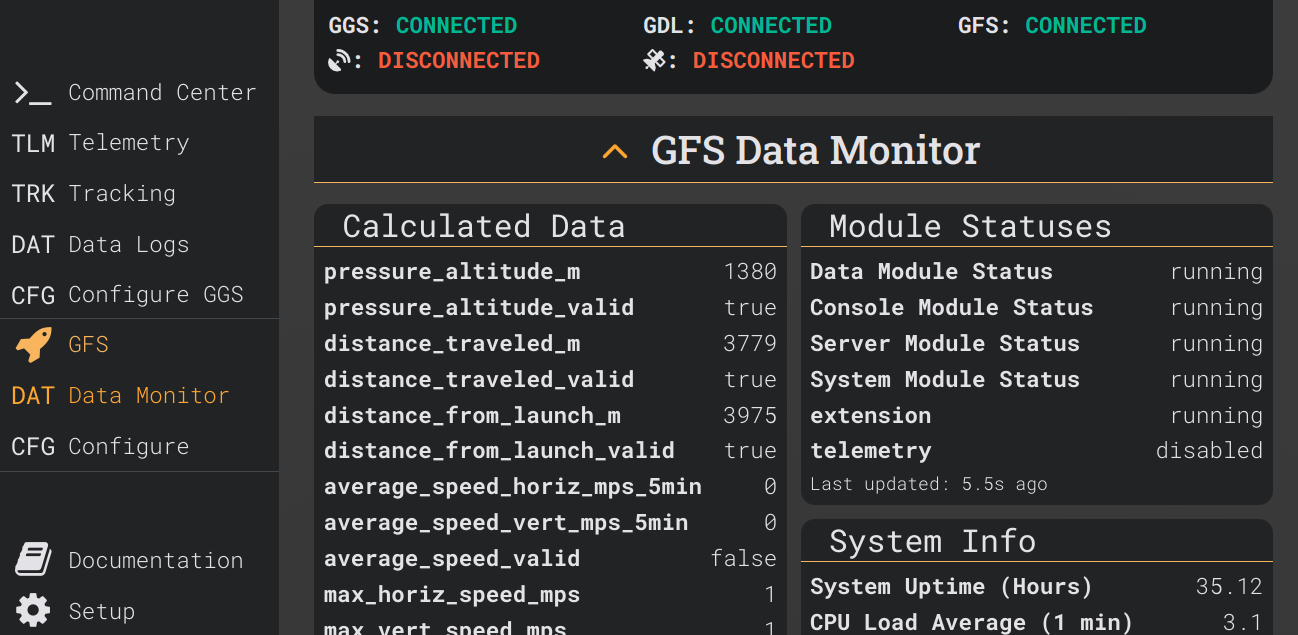 GGS: CONNECTED
GDL: CONNECTED
GFS: CONNECTED
: DISCONNECTED
: DISCONNECTED
Command Center
TLM Telemetry
TRK Tracking
DAT Data Logs
CFG Configure GGS
GFS
DAT Data Monitor
CFG Configure
Documentation
Setup
GFS Data Monitor
Calculated Data
pressure_altitude_m 1380
pressure_altitude_valid true
distance_traveled_m 3779
distance_traveled_valid true
distance_from_launch_m 3975
distance_from_launch_valid true
average_speed_horiz_mps_5min 0
average_speed_vert_mps_5min 0
average_speed_valid false
max_horiz_speed_mps 1
max_vert_speed_mps 1
Module Statuses
Data Module Status running
Console Module Status running
Server Module Status running
System Module Status running
extension running
telemetry disabled
Last updated: 5.5s ago
System Info
System Uptime (Hours) 35.12
CPU Load Average (1 min) 3.1